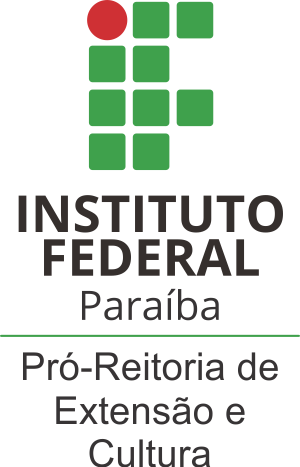 INSTITUTO
FEDERAL
Paraíba
Pró-Reitoria de
Extensão e
Cultura